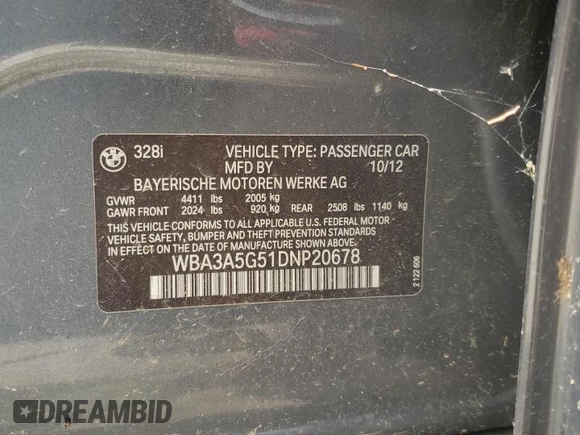 BMW 328i VEHICLE TYPE: PASSENGER CAR
MFD BY 10/12
BAYERISCHE MOTOREN WERKE AG
GVWR 4411 lbs 2005 kg
GAWR FRONT 2024 lbs 920 kg REAR 2508 lbs 1140 kg
THIS VEHICLE CONFORMS TO ALL APPLICABLE U.S. FEDERAL MOTOR
VEHICLE SAFETY, BUMPER, AND THEFT PREVENTION STANDARDS
IN EFFECT ON THE DATE OF MANUFACTURE SHOWN ABOVE.
WBA3A5G51DNP20678
2 122 606
DREAMBID